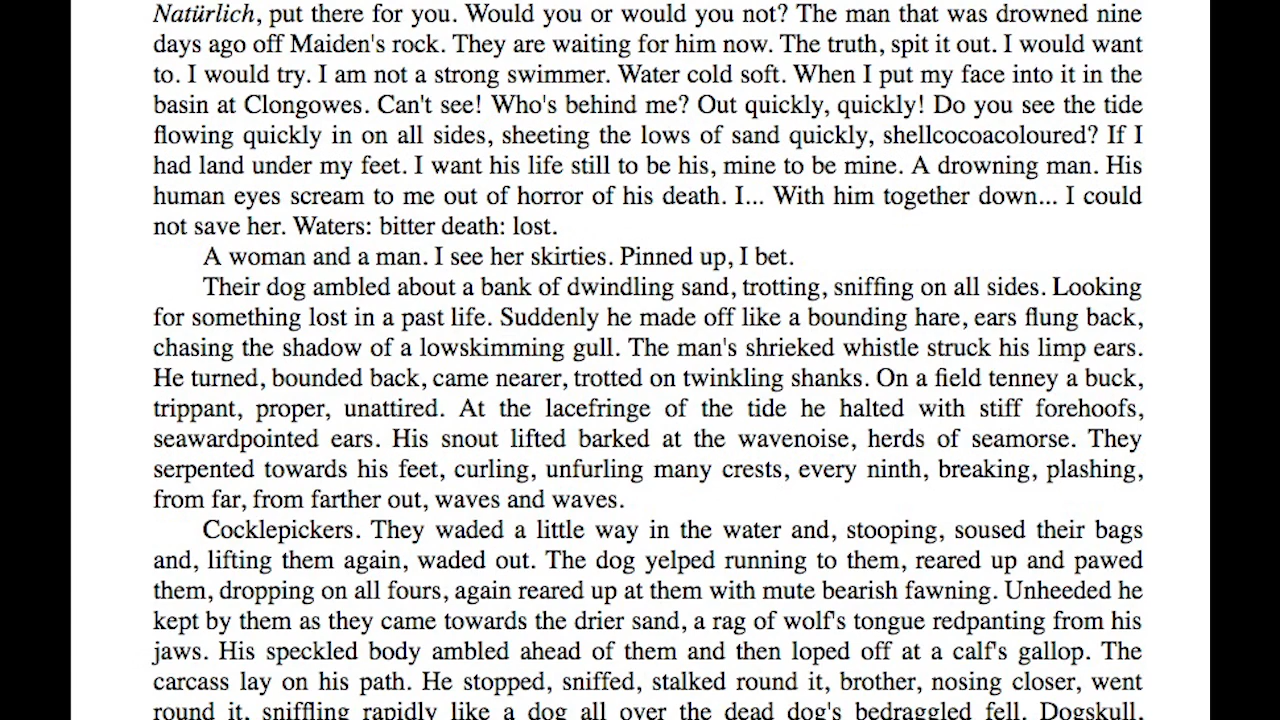 Natürlich, put there for you. Would you or would you not? The man that was drowned nine
days ago off Maiden's rock. They are waiting for him now. The truth, spit it out. I would want
to. I would try. I am not a strong swimmer. Water cold soft. When I put my face into it in the
basin at Clongowes. Can't see! Who's behind me? Out quickly, quickly! Do you see the tide
flowing quickly in on all sides, sheeting the lows of sand quickly, shellcocoacoloured? If I
had land under my feet. I want his life still to be his, mine to be mine. A drowning man. His
human eyes scream to me out of horror of his death. I... With him together down... I could
not save her. Waters: bitter death: lost.
A woman and a man. I see her skirties. Pinned up, I bet.
Their dog ambled about a bank of dwindling sand, trotting, sniffing on all sides. Looking
for something lost in a past life. Suddenly he made off like a bounding hare, ears flung back,
chasing the shadow of a lowskimming gull. The man's shrieked whistle struck his limp ears.
He turned, bounded back, came nearer, trotted on twinkling shanks. On a field tenney a buck,
trippant, proper, unattired. At the lacefringe of the tide he halted with stiff forehoofs,
seawardpointed ears. His snout lifted barked at the wavenoise, herds of seamorse. They
serpented towards his feet, curling, unfurling many crests, every ninth, breaking, plashing,
from far, from farther out, waves and waves.
Cocklepickers. They waded a little way in the water and, stooping, soused their bags
and, lifting them again, waded out. The dog yelped running to them, reared up and pawed
them, dropping on all fours, again reared up at them with mute bearish fawning. Unheeded he
kept by them as they came towards the drier sand, a rag of wolf's tongue redpanting from his
jaws. His speckled body ambled ahead of them and then loped off at a calf's gallop. The
carcass lay on his path. He stopped, sniffed, stalked round it, brother, nosing closer, went
round it, sniffling rapidly like a dog all over the dead dog's bedraggled fell. Dogskull,